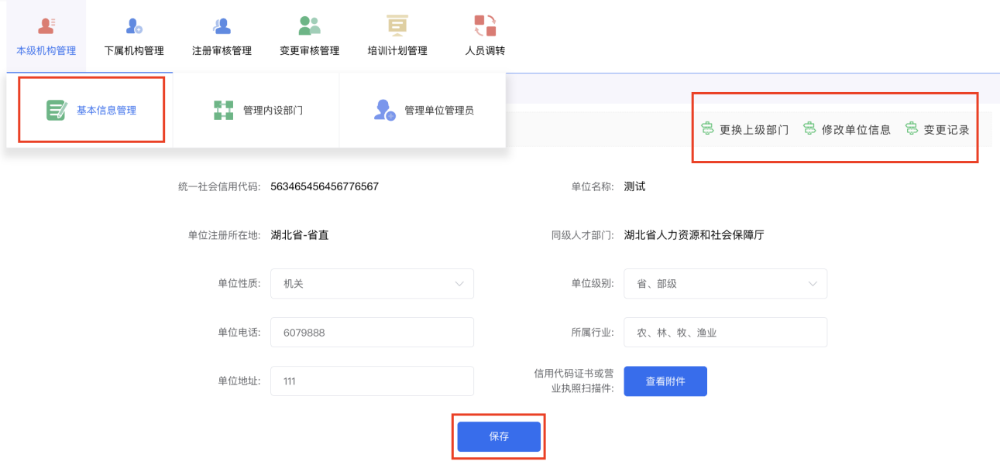 本级机构管理 下属机构管理 注册审核管理 变更审核管理 培训计划管理 人员调转
基本信息管理 管理内设部门 管理单位管理员
更换上级部门 修改单位信息 变更记录
统一社会信用代码: 563465456456776567 单位名称: 测试
单位注册所在地: 湖北省-省直 同级人才部门: 湖北省人力资源和社会保障厅
单位性质: 机关 单位级别: 省、部级
单位电话: 6079888 所属行业: 农、林、牧、渔业
单位地址: 111 信用代码证书或营
业执照扫描件: 查看附件
保存